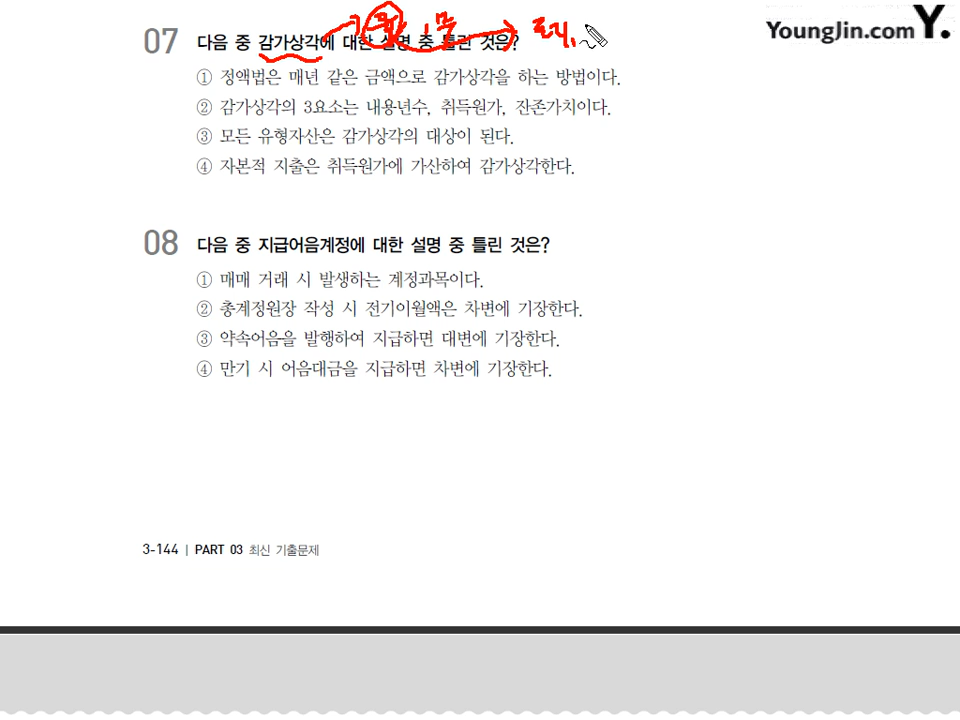 YoungJin.com Y.
07 다음 중 감가상각에 대한 설명 중 틀린 것은?
① 정액법은 매년 같은 금액으로 감가상각을 하는 방법이다.
② 감가상각의 3요소는 내용년수, 취득원가, 잔존가치이다.
③ 모든 유형자산은 감가상각의 대상이 된다.
④ 자본적 지출은 취득원가에 가산하여 감가상각한다.
08 다음 중 지급어음계정에 대한 설명 중 틀린 것은?
① 매매 거래 시 발생하는 계정과목이다.
② 총계정원장 작성 시 전기이월액은 차변에 기장한다.
③ 약속어음을 발행하여 지급하면 대변에 기장한다.
④ 만기 시 어음대금을 지급하면 차변에 기장한다.
3-144 | PART 03 최신 기출문제